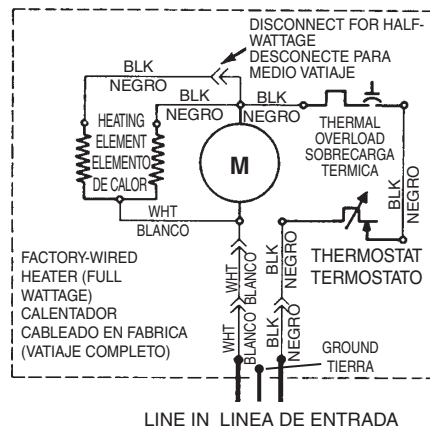 DISCONNECT FOR HALF-
WATTAGE
DESCONECTE PARA
MEDIO VATIAJE
BLK
NEGRO
BLK
NEGRO
BLK
NEGRO
HEATING
ELEMENT
ELEMENTO
DE CALOR
M
THERMAL
OVERLOAD
SOBRECARGA
TERMICA
BLK
NEGRO
WHT
BLANCO
THERMOSTAT
TERMOSTATO
FACTORY-WIRED
HEATER (FULL
WATTAGE)
CALENTADOR
CABLEADO EN FABRICA
(VATIAJE COMPLETO)
WHT
BLANCO
BLK
NEGRO
WHT
BLANCO
BLK
NEGRO
GROUND
TIERRA
LINE IN LINEA DE ENTRADA